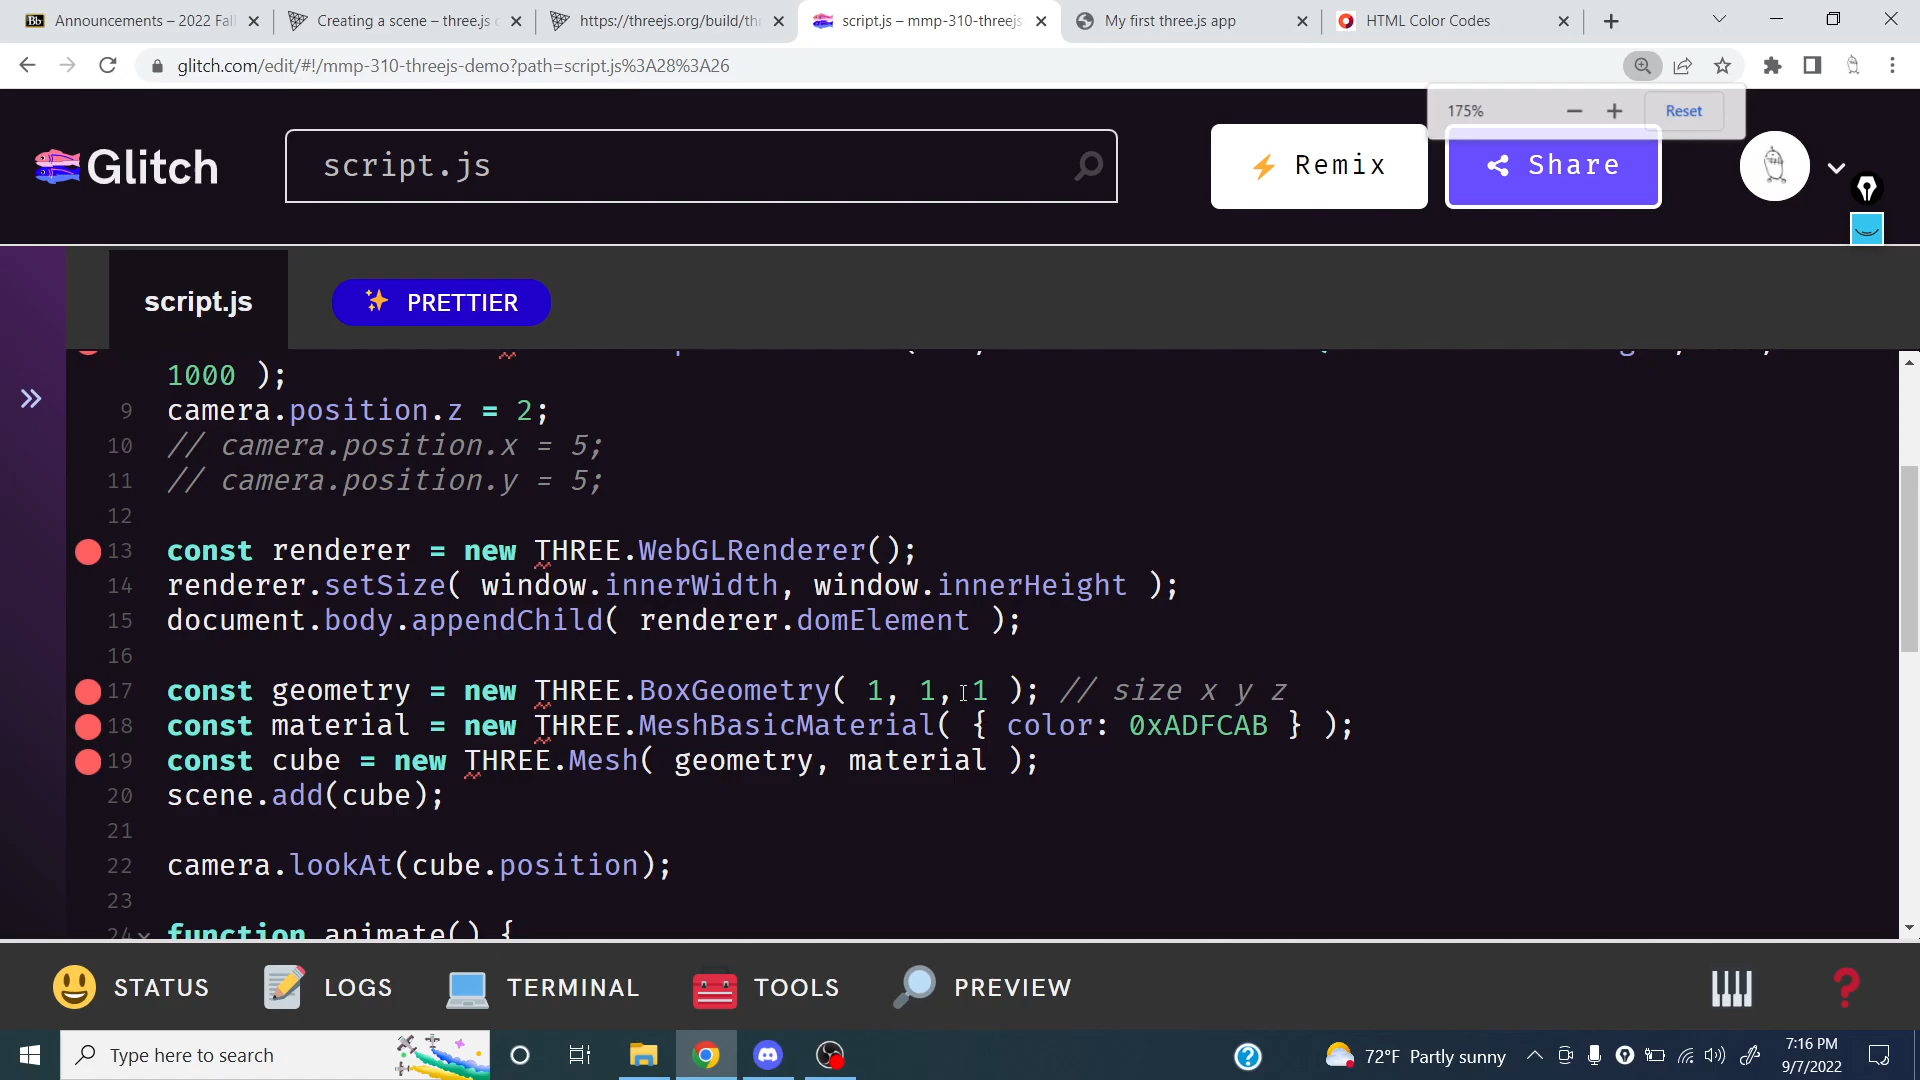 Announcements – 2022 Fall
Creating a scene – three.js
https://threejs.org/build/thr
script.js – mmp-310-threejs
My first three.js app
HTML Color Codes
glitch.com/edit/#!/mmp-310-threejs-demo?path=script.js%3A28%3A26
175%
Reset
Glitch
script.js
Remix
Share
script.js
PRETTIER
1000 );
9 camera.position.z = 2;
10 // camera.position.x = 5;
11 // camera.position.y = 5;
12
13 const renderer = new THREE.WebGLRenderer();
14 renderer.setSize( window.innerWidth, window.innerHeight );
15 document.body.appendChild( renderer.domElement );
16
17 const geometry = new THREE.BoxGeometry( 1, 1, 1 ); // size x y z
18 const material = new THREE.MeshBasicMaterial( { color: 0xADFCAB } );
19 const cube = new THREE.Mesh( geometry, material );
20 scene.add(cube);
21
22 camera.lookAt(cube.position);
23
24 function animate() {
STATUS
LOGS
TERMINAL
TOOLS
PREVIEW
Type here to search
72°F Partly sunny
7:16 PM
9/7/2022